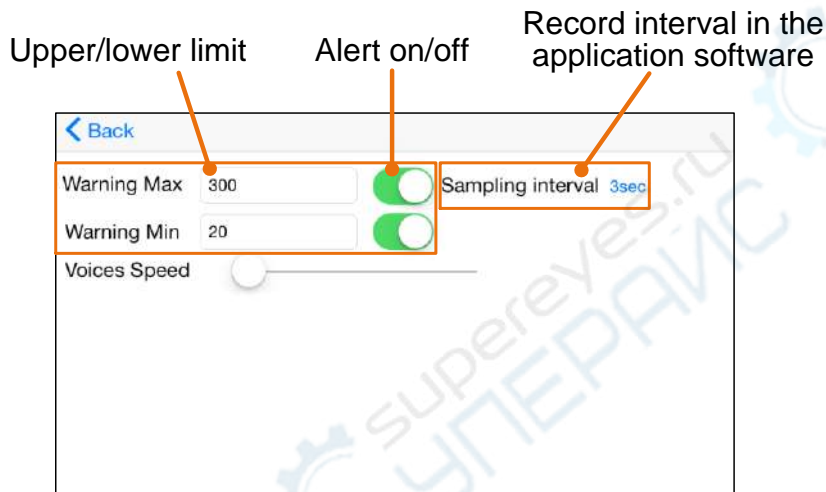 Record interval in the
Upper/lower limit Alert on/off application software
Back
Warning Max 300 Sampling interval 3sec
Warning Min 20
Voices Speed
supereyes.ru
УПЕРАЙС